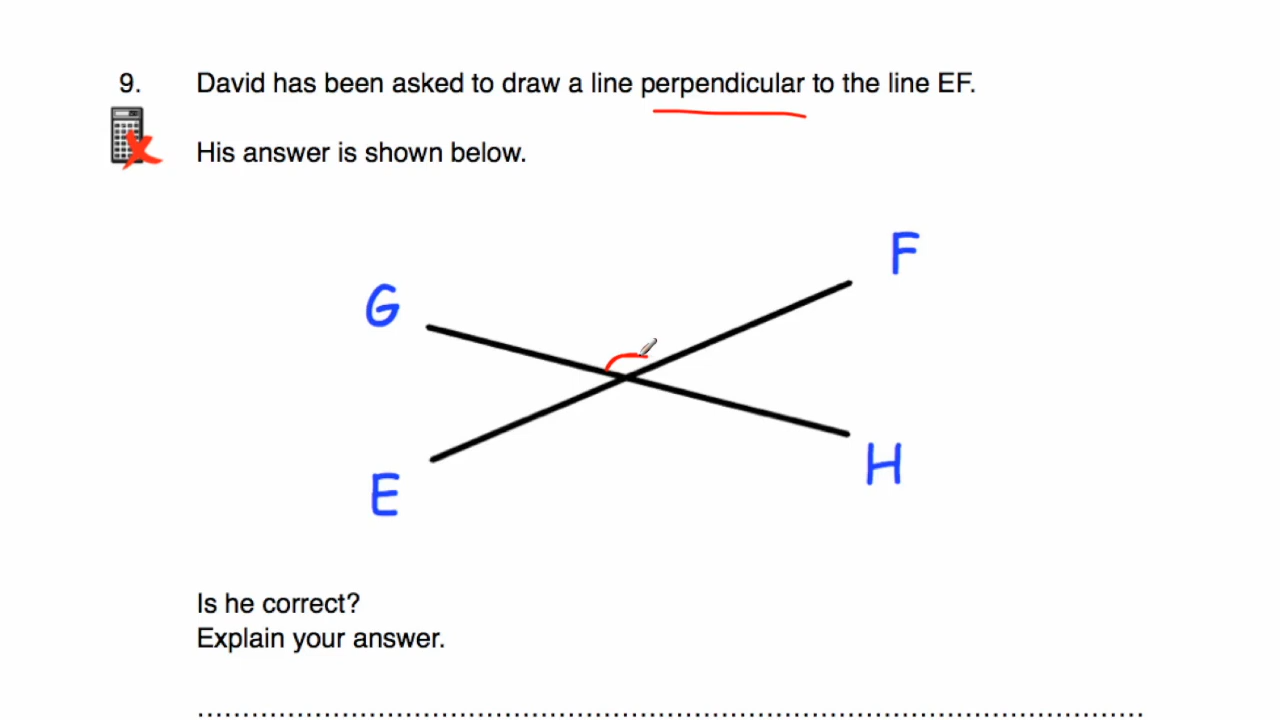 9. David has been asked to draw a line perpendicular to the line EF.
His answer is shown below.
F
G
H
E
Is he correct?
Explain your answer.